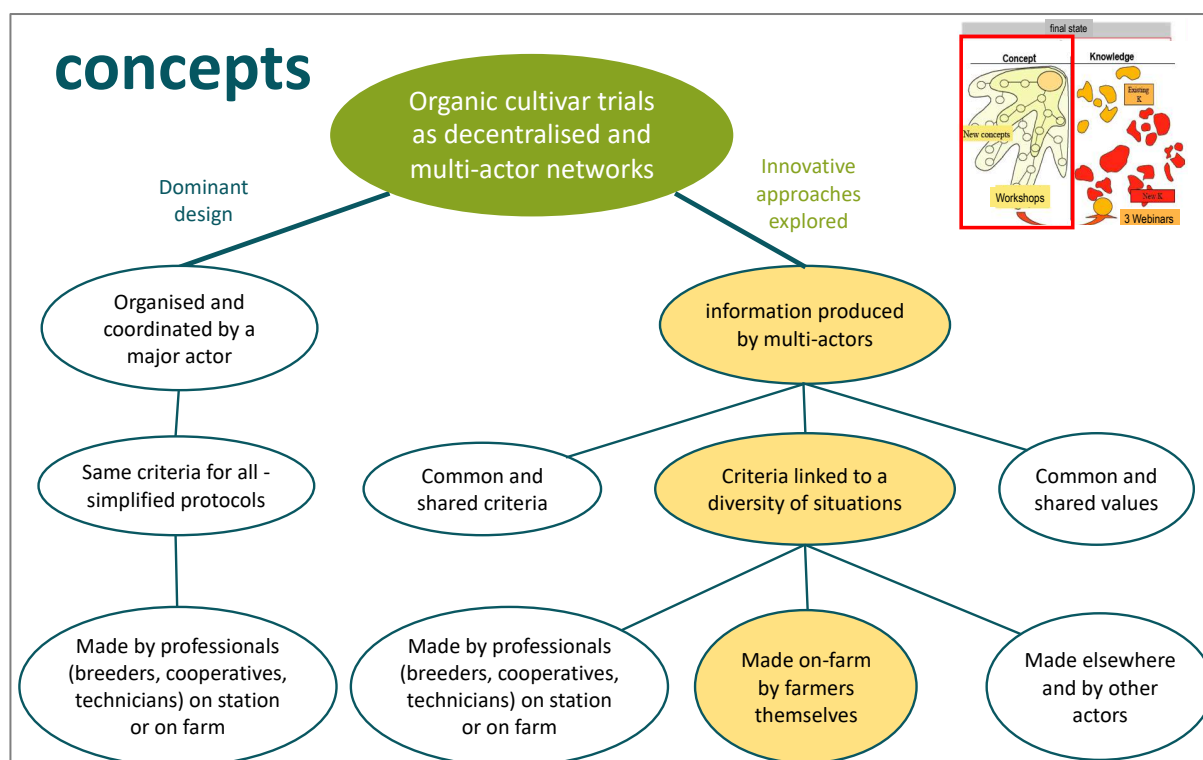 concepts
final state
Concept
Knowledge
Existing
K
New concepts
Workshops
New K
3 Webinars
Organic cultivar trials
as decentralised and
multi-actor networks
Dominant
design
Innovative
approaches
explored
Organised and
coordinated by a
major actor
information produced
by multi-actors
Same criteria for all -
simplified protocols
Common and
shared criteria
Criteria linked to a
diversity of situations
Common and
shared values
Made by professionals
(breeders, cooperatives,
technicians) on station
or on farm
Made by professionals
(breeders, cooperatives,
technicians) on station
or on farm
Made on-farm
by farmers
themselves
Made elsewhere
and by other
actors